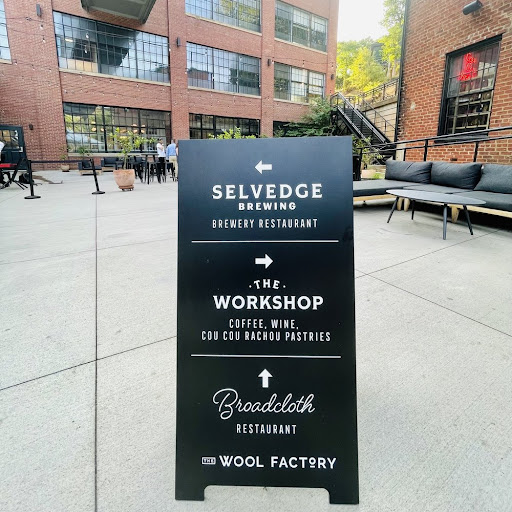 ←
SELVEDGE
BREWING
BREWERY RESTAURANT
→
·THE·
WORKSHOP
COFFEE, WINE,
COU COU RACHOU PASTRIES
↑
Broadcloth
RESTAURANT
THE WOOL FACTORY